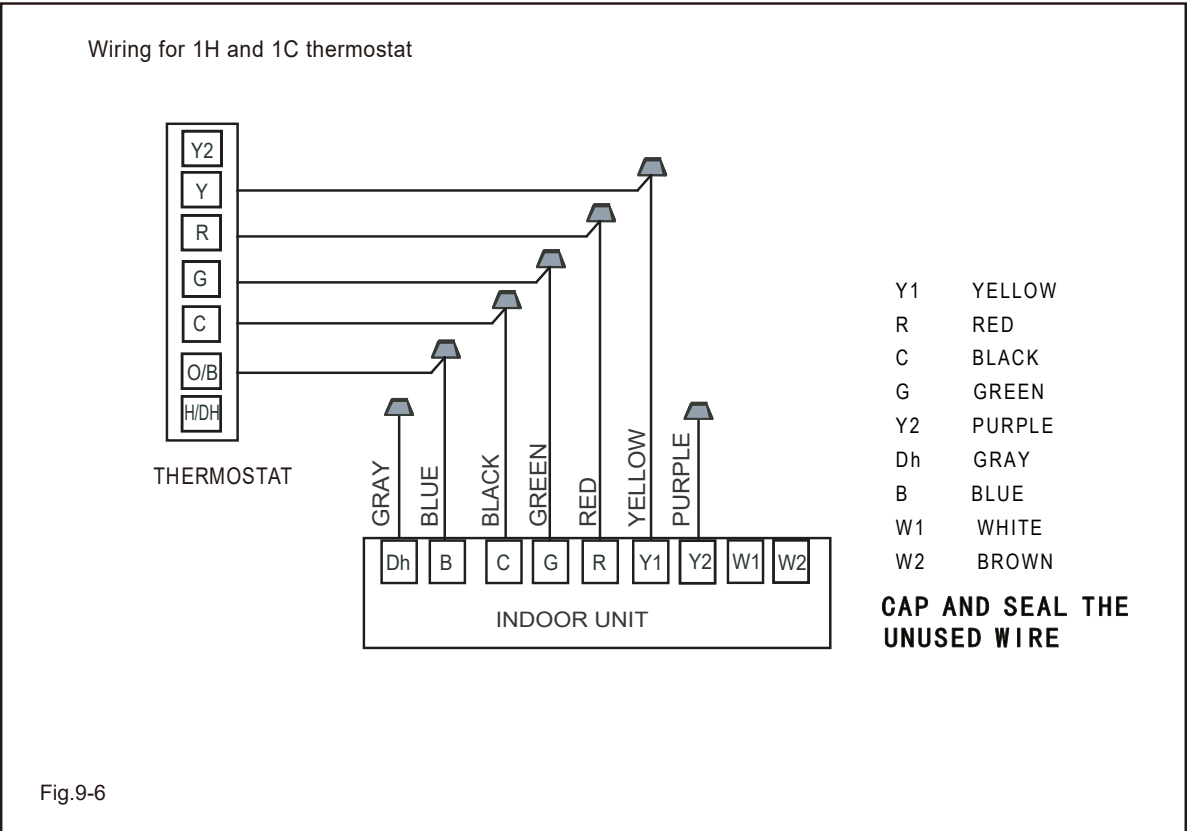 Wiring for 1H and 1C thermostat
Y2
Y
R
G
C
O/B
H/DH
THERMOSTAT
GRAY
BLUE
BLACK
GREEN
RED
YELLOW
PURPLE
Dh B C G R Y1 Y2 W1 W2
INDOOR UNIT
Y1 YELLOW
R RED
C BLACK
G GREEN
Y2 PURPLE
Dh GRAY
B BLUE
W1 WHITE
W2 BROWN
CAP AND SEAL THE
UNUSED WIRE
Fig.9-6